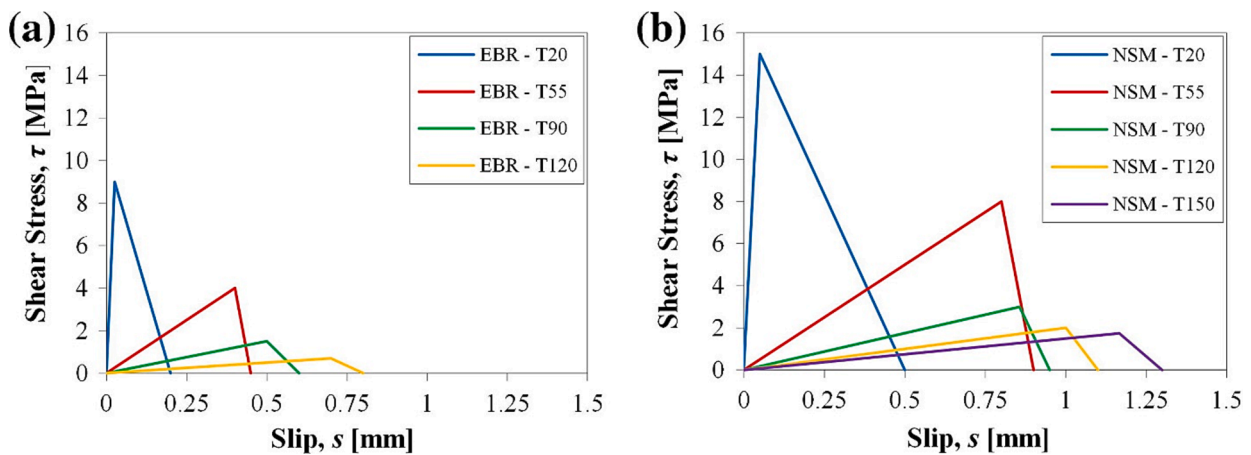 (a)
Shear Stress, τ [MPa]
16
14
12
10
8
6
4
2
0
EBR - T20
EBR - T55
EBR - T90
EBR - T120
0 0.25 0.5 0.75 1 1.25 1.5
Slip, s [mm]
(b)
Shear Stress, τ [MPa]
16
14
12
10
8
6
4
2
0
NSM - T20
NSM - T55
NSM - T90
NSM - T120
NSM - T150
0 0.25 0.5 0.75 1 1.25 1.5
Slip, s [mm]